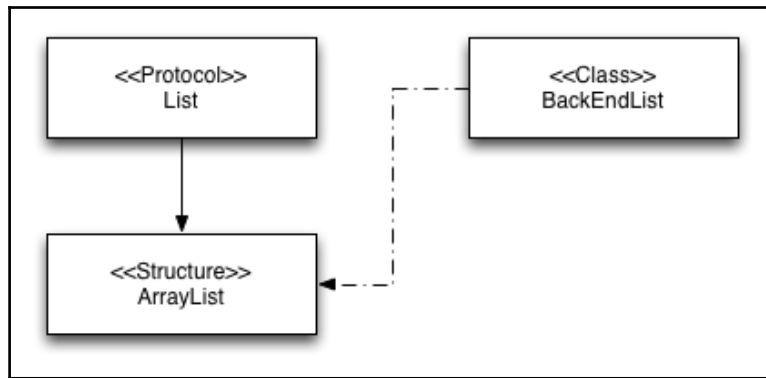 <<Protocol>>
List
<<Class>>
BackEndList
<<Structure>>
ArrayList